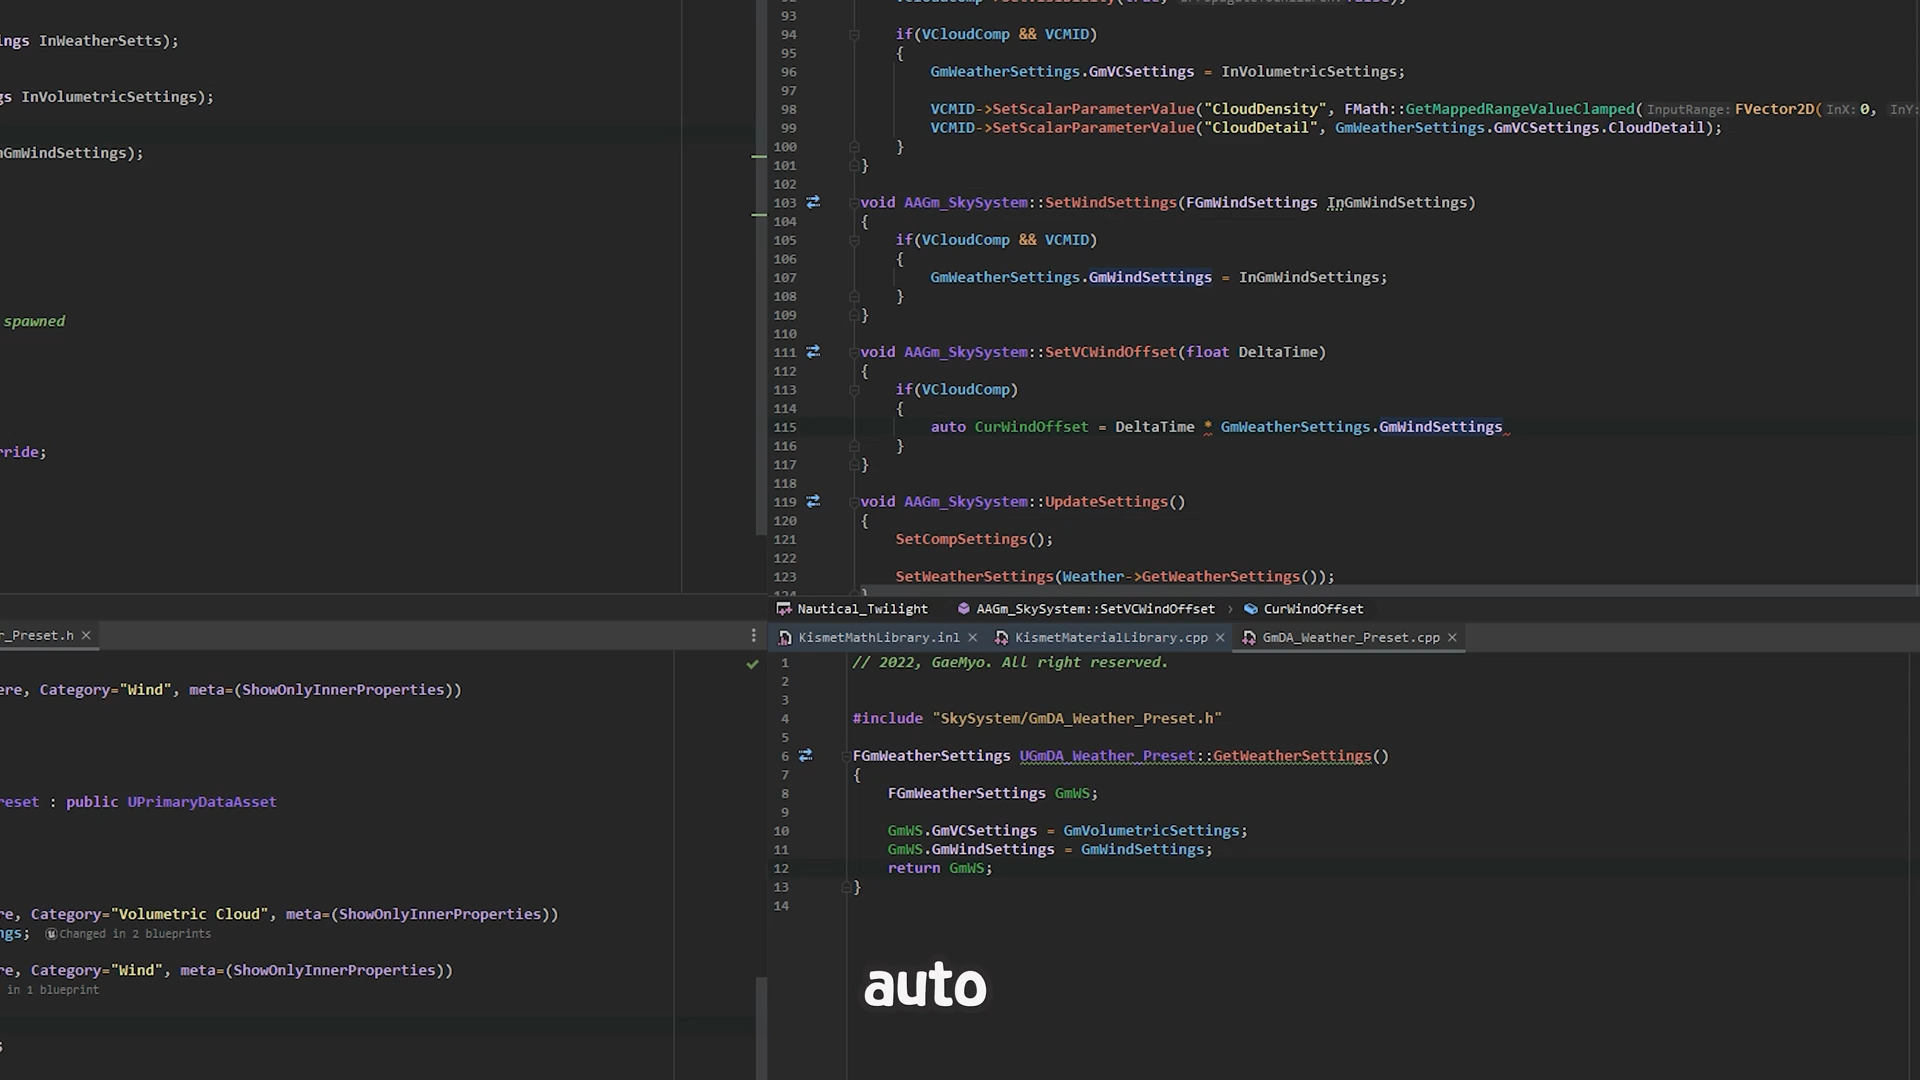 ings InWeatherSetts);
gs InVolumetricSettings);
nGmWindSettings);
spawned
rride;
93
94 if(VCloudComp && VCMID)
95 {
96 GmWeatherSettings.GmVCSettings = InVolumetricSettings;
97
98 VCMID->SetScalarParameterValue("CloudDensity", FMath::GetMappedRangeValueClamped(InputRange: FVector2D(InX: 0, InY:
99 VCMID->SetScalarParameterValue("CloudDetail", GmWeatherSettings.GmVCSettings.CloudDetail);
100 }
101 }
102
103 void AAGm_SkySystem::SetWindSettings(FGmWindSettings InGmWindSettings)
104 {
105 if(VCloudComp && VCMID)
106 {
107 GmWeatherSettings.GmWindSettings = InGmWindSettings;
108 }
109 }
110
111 void AAGm_SkySystem::SetVCWindOffset(float DeltaTime)
112 {
113 if(VCloudComp)
114 {
115 auto CurWindOffset = DeltaTime * GmWeatherSettings.GmWindSettings
116 }
117 }
118
119 void AAGm_SkySystem::UpdateSettings()
120 {
121 SetCompSettings();
122
123 SetWeatherSettings(Weather->GetWeatherSettings());
Nautical_Twilight AAGm_SkySystem::SetVCWindOffset › CurWindOffset
r_Preset.h ×
ere, Category="Wind", meta=(ShowOnlyInnerProperties))
reset : public UPrimaryDataAsset
re, Category="Volumetric Cloud", meta=(ShowOnlyInnerProperties))
ngs; Changed in 2 blueprints
re, Category="Wind", meta=(ShowOnlyInnerProperties))
in 1 blueprint
s
KismetMathLibrary.inl × KismetMaterialLibrary.cpp × GmDA_Weather_Preset.cpp ×
1 // 2022, GaeMyo. All right reserved.
2
3
4 #include "SkySystem/GmDA_Weather_Preset.h"
5
6 FGmWeatherSettings UGmDA_Weather_Preset::GetWeatherSettings()
7 {
8 FGmWeatherSettings GmWS;
9
10 GmWS.GmVCSettings = GmVolumetricSettings;
11 GmWS.GmWindSettings = GmWindSettings;
12 return GmWS;
13 }
14
auto